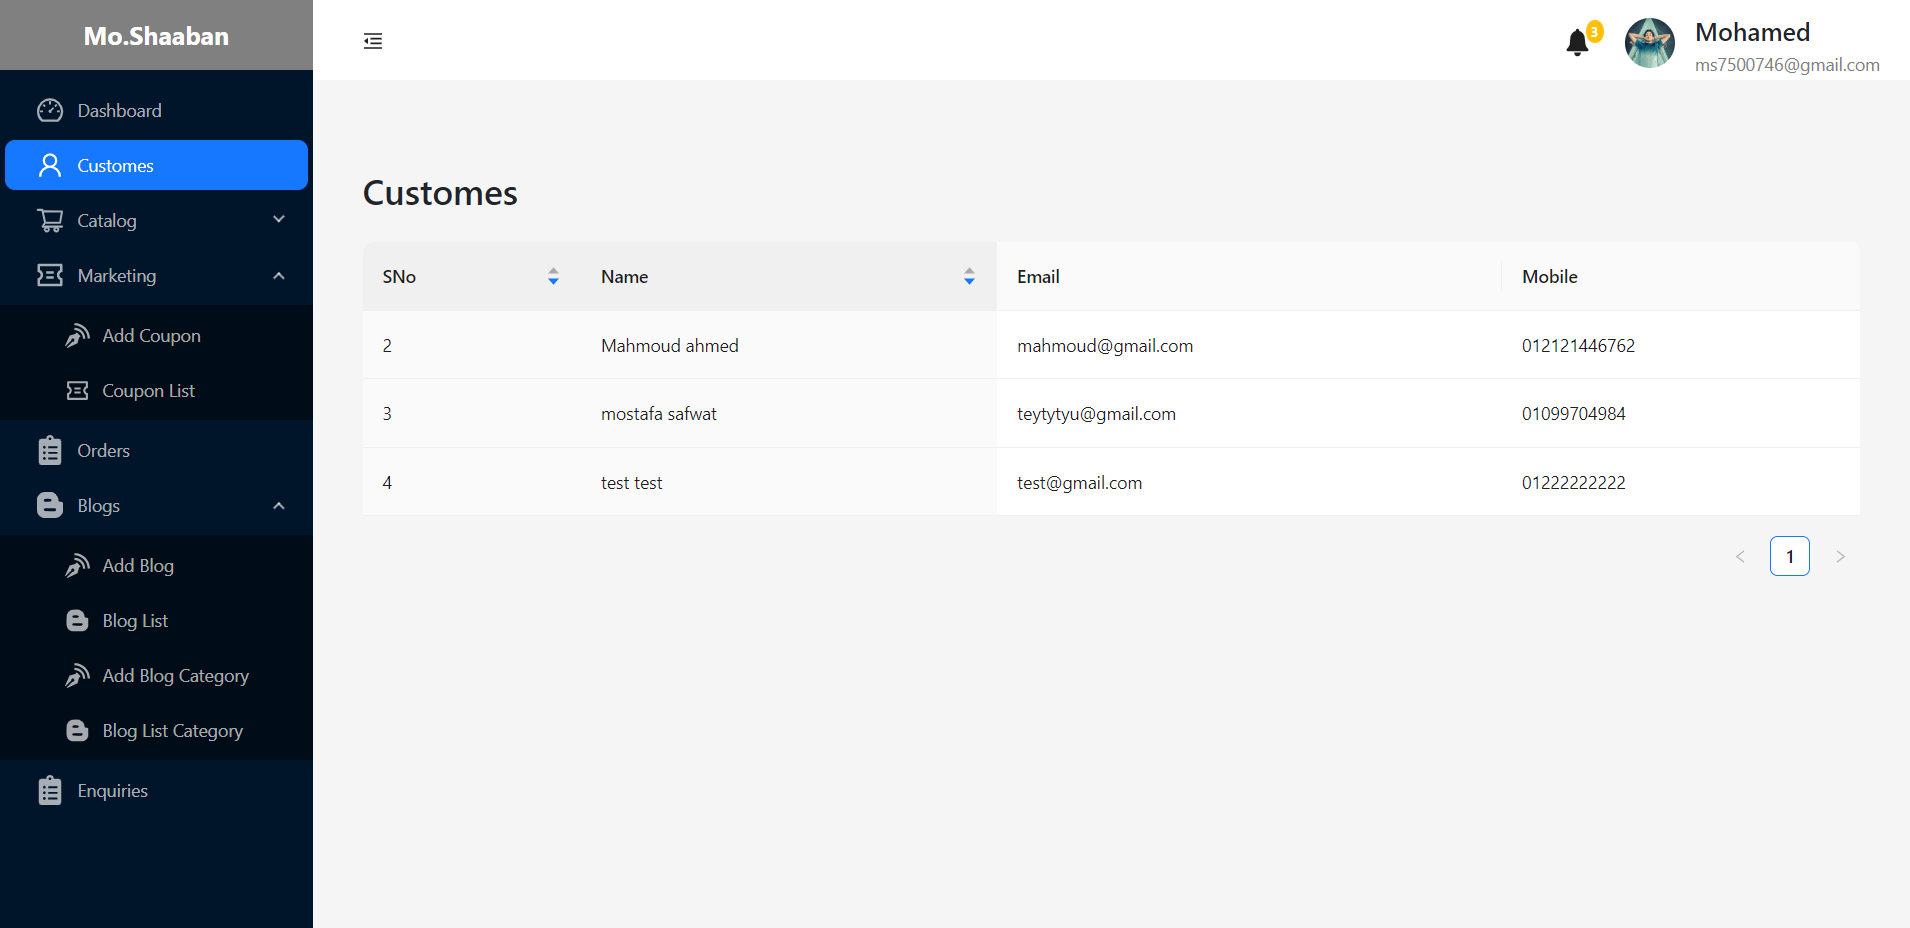 Mo.Shaaban
Dashboard
Customes
Catalog
Marketing
Add Coupon
Coupon List
Orders
Blogs
Add Blog
Blog List
Add Blog Category
Blog List Category
Enquiries
3
Mohamed
ms7500746@gmail.com
Customes
SNo Name Email Mobile
2 Mahmoud ahmed mahmoud@gmail.com 012121446762
3 mostafa safwat teytytyu@gmail.com 01099704984
4 test test test@gmail.com 01222222222
1